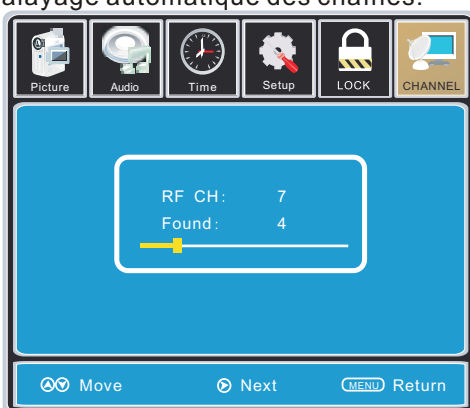 alayage automatique des chaînes.
Picture Audio Time Setup LOCK CHANNEL
RF CH: 7
Found: 4
Move Next MENU Return